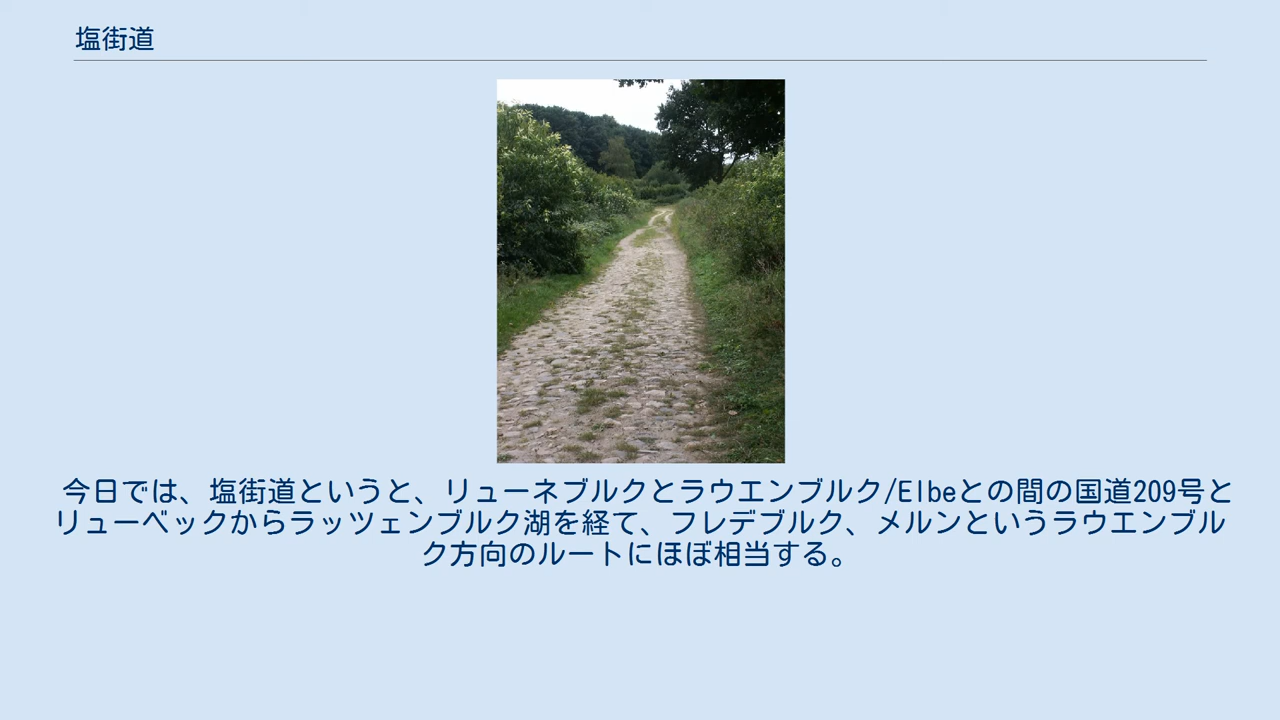 塩街道
今日では、塩街道というと、リューネブルクとラウエンブルク/Elbeとの間の国道209号と
リューベックからラッツェンブルク湖を経て、フレデブルク、メルンというラウエンブル
ク方向のルートにほぼ相当する。